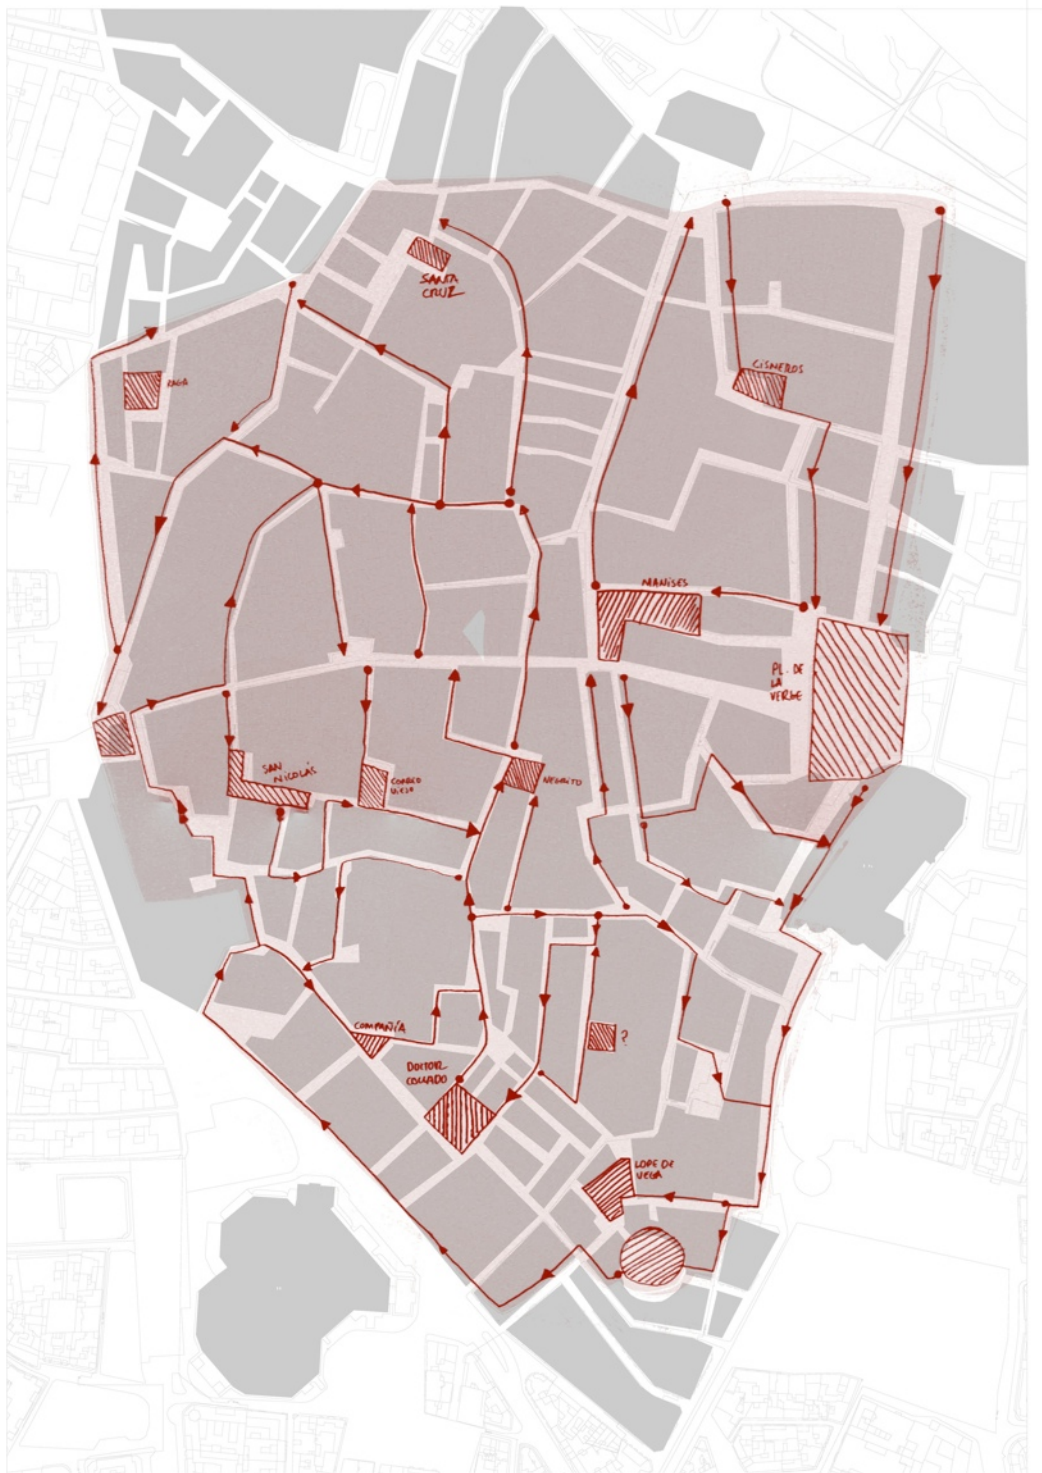 SANTA
CRUZ
CISNEROS
RAGA
MANISES
PL. DE
LA
VERGE
SAN
NICOLÁS
CORREO
VIEJO
NEGRITO
COMPAÑÍA
?
DOCTOR
COLLADO
LOPE DE
VEGA